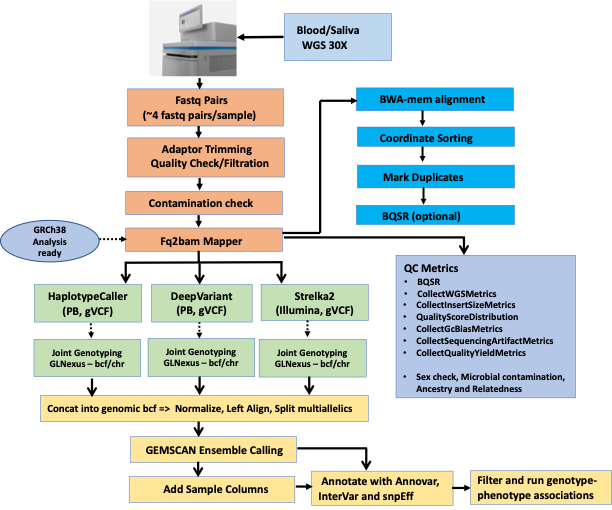 Blood/Saliva
WGS 30X
Fastq Pairs
(~4 fastq pairs/sample)
Adaptor Trimming
Quality Check/Filtration
Contamination check
GRCh38
Analysis
ready
Fq2bam Mapper
BWA-mem alignment
Coordinate Sorting
Mark Duplicates
BQSR (optional)
QC Metrics
• BQSR
• CollectWGSMetrics
• CollectInsertSizeMetrics
• QualityScoreDistribution
• CollectGcBiasMetrics
• CollectSequencingArtifactMetrics
• CollectQualityYieldMetrics
• Sex check, Microbial contamination,
Ancestry and Relatedness
HaplotypeCaller
(PB, gVCF)
DeepVariant
(PB, gVCF)
Strelka2
(Illumina, gVCF)
Joint Genotyping
GLNexus – bcf/chr
Joint Genotyping
GLNexus – bcf/chr
Joint Genotyping
GLNexus – bcf/chr
Concat into genomic bcf => Normalize, Left Align, Split multiallelics
GEMSCAN Ensemble Calling
Add Sample Columns
Annotate with Annovar,
InterVar and snpEff
Filter and run genotype-
phenotype associations